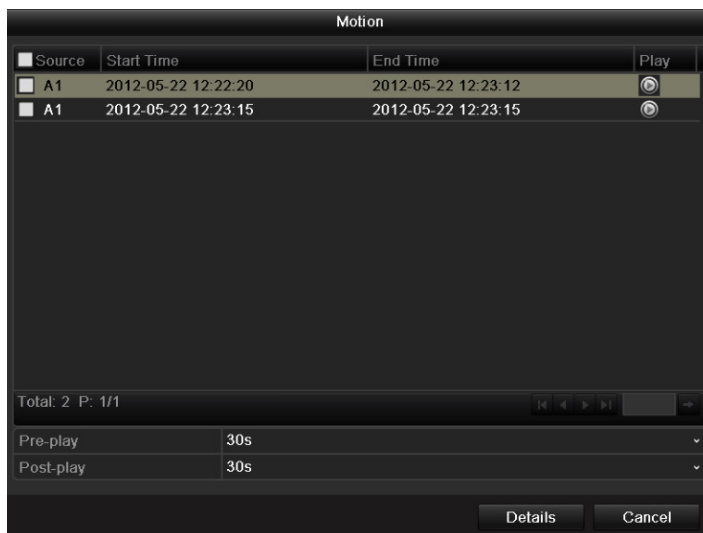 Motion
Source Start Time End Time Play
A1 2012-05-22 12:22:20 2012-05-22 12:23:12
A1 2012-05-22 12:23:15 2012-05-22 12:23:15
Total: 2 P: 1/1
Pre-play 30s
Post-play 30s
Details Cancel